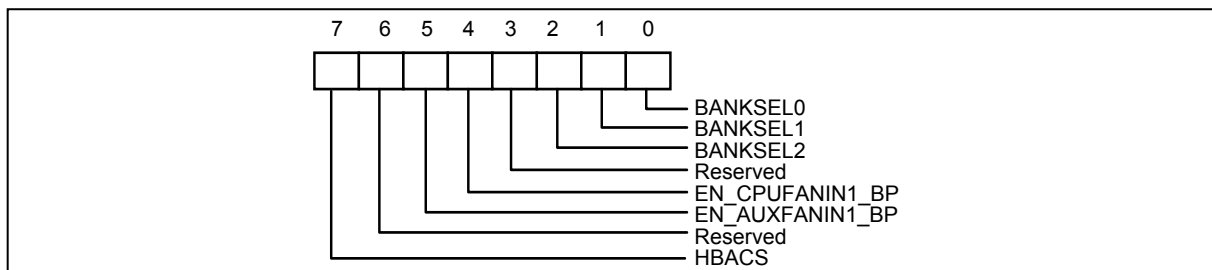 7 6 5 4 3 2 1 0
BANKSEL0
BANKSEL1
BANKSEL2
Reserved
EN_CPUFANIN1_BP
EN_AUXFANIN1_BP
Reserved
HBACS